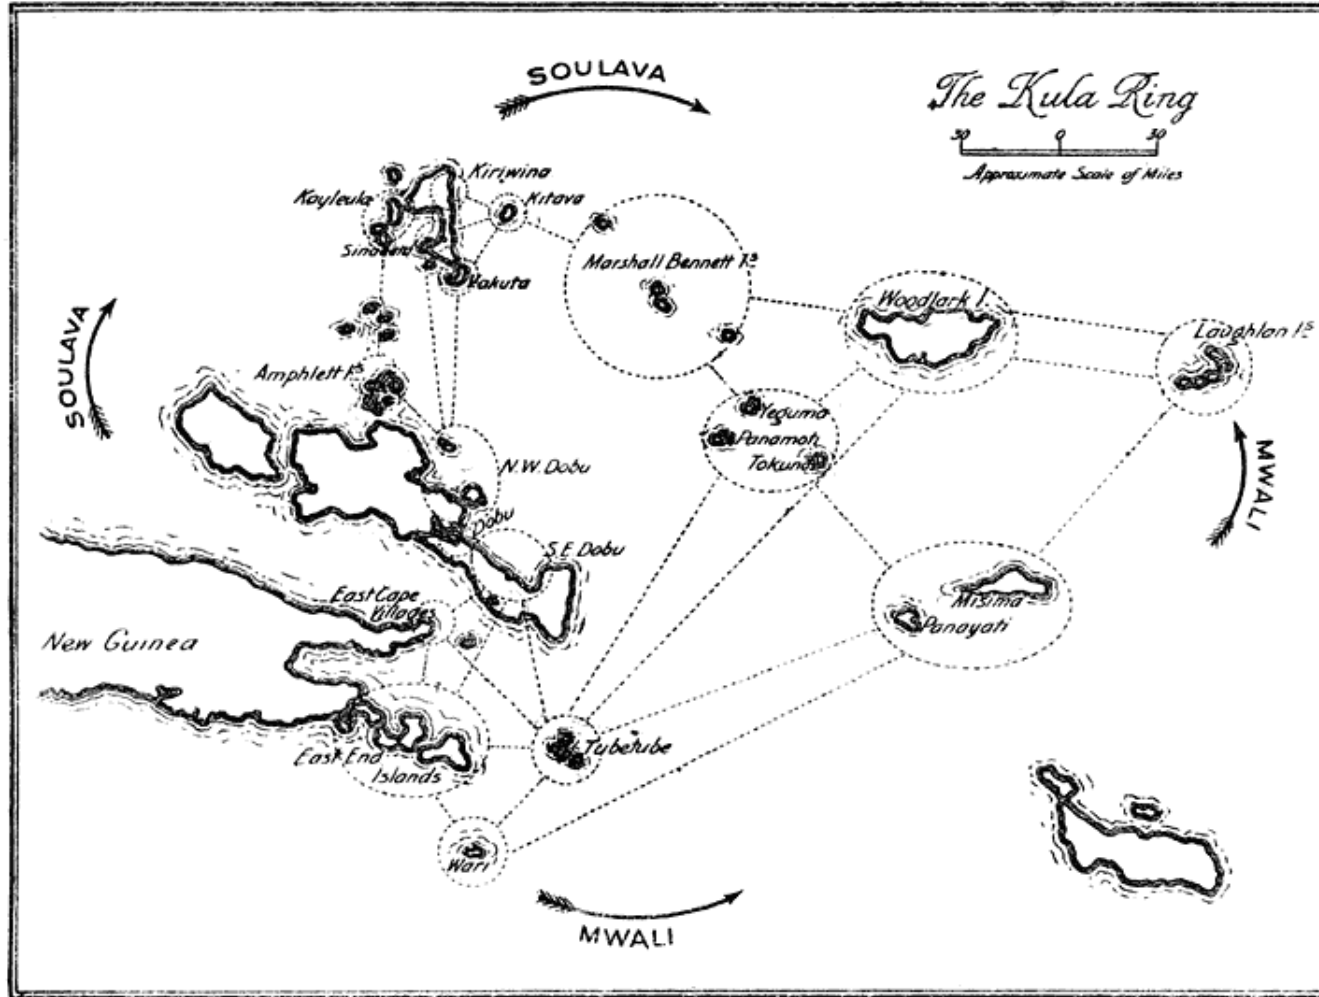 SOULAVA
The Kula Ring
30 0 30
Approximate Scale of Miles
Kiriwina
Kayleula
Kitava
Vakuta
Marshall Bennett Is
Woodlark I.
Laughlan Is
SOULAVA
Amphlett Is
Yeguma
Panamoti
Tokuna
N.W. Dobu
Dobu
S.E. Dobu
MWALI
East Cape
Villages
New Guinea
Misima
Panayati
East End
Islands
Tubetube
Wari
MWALI